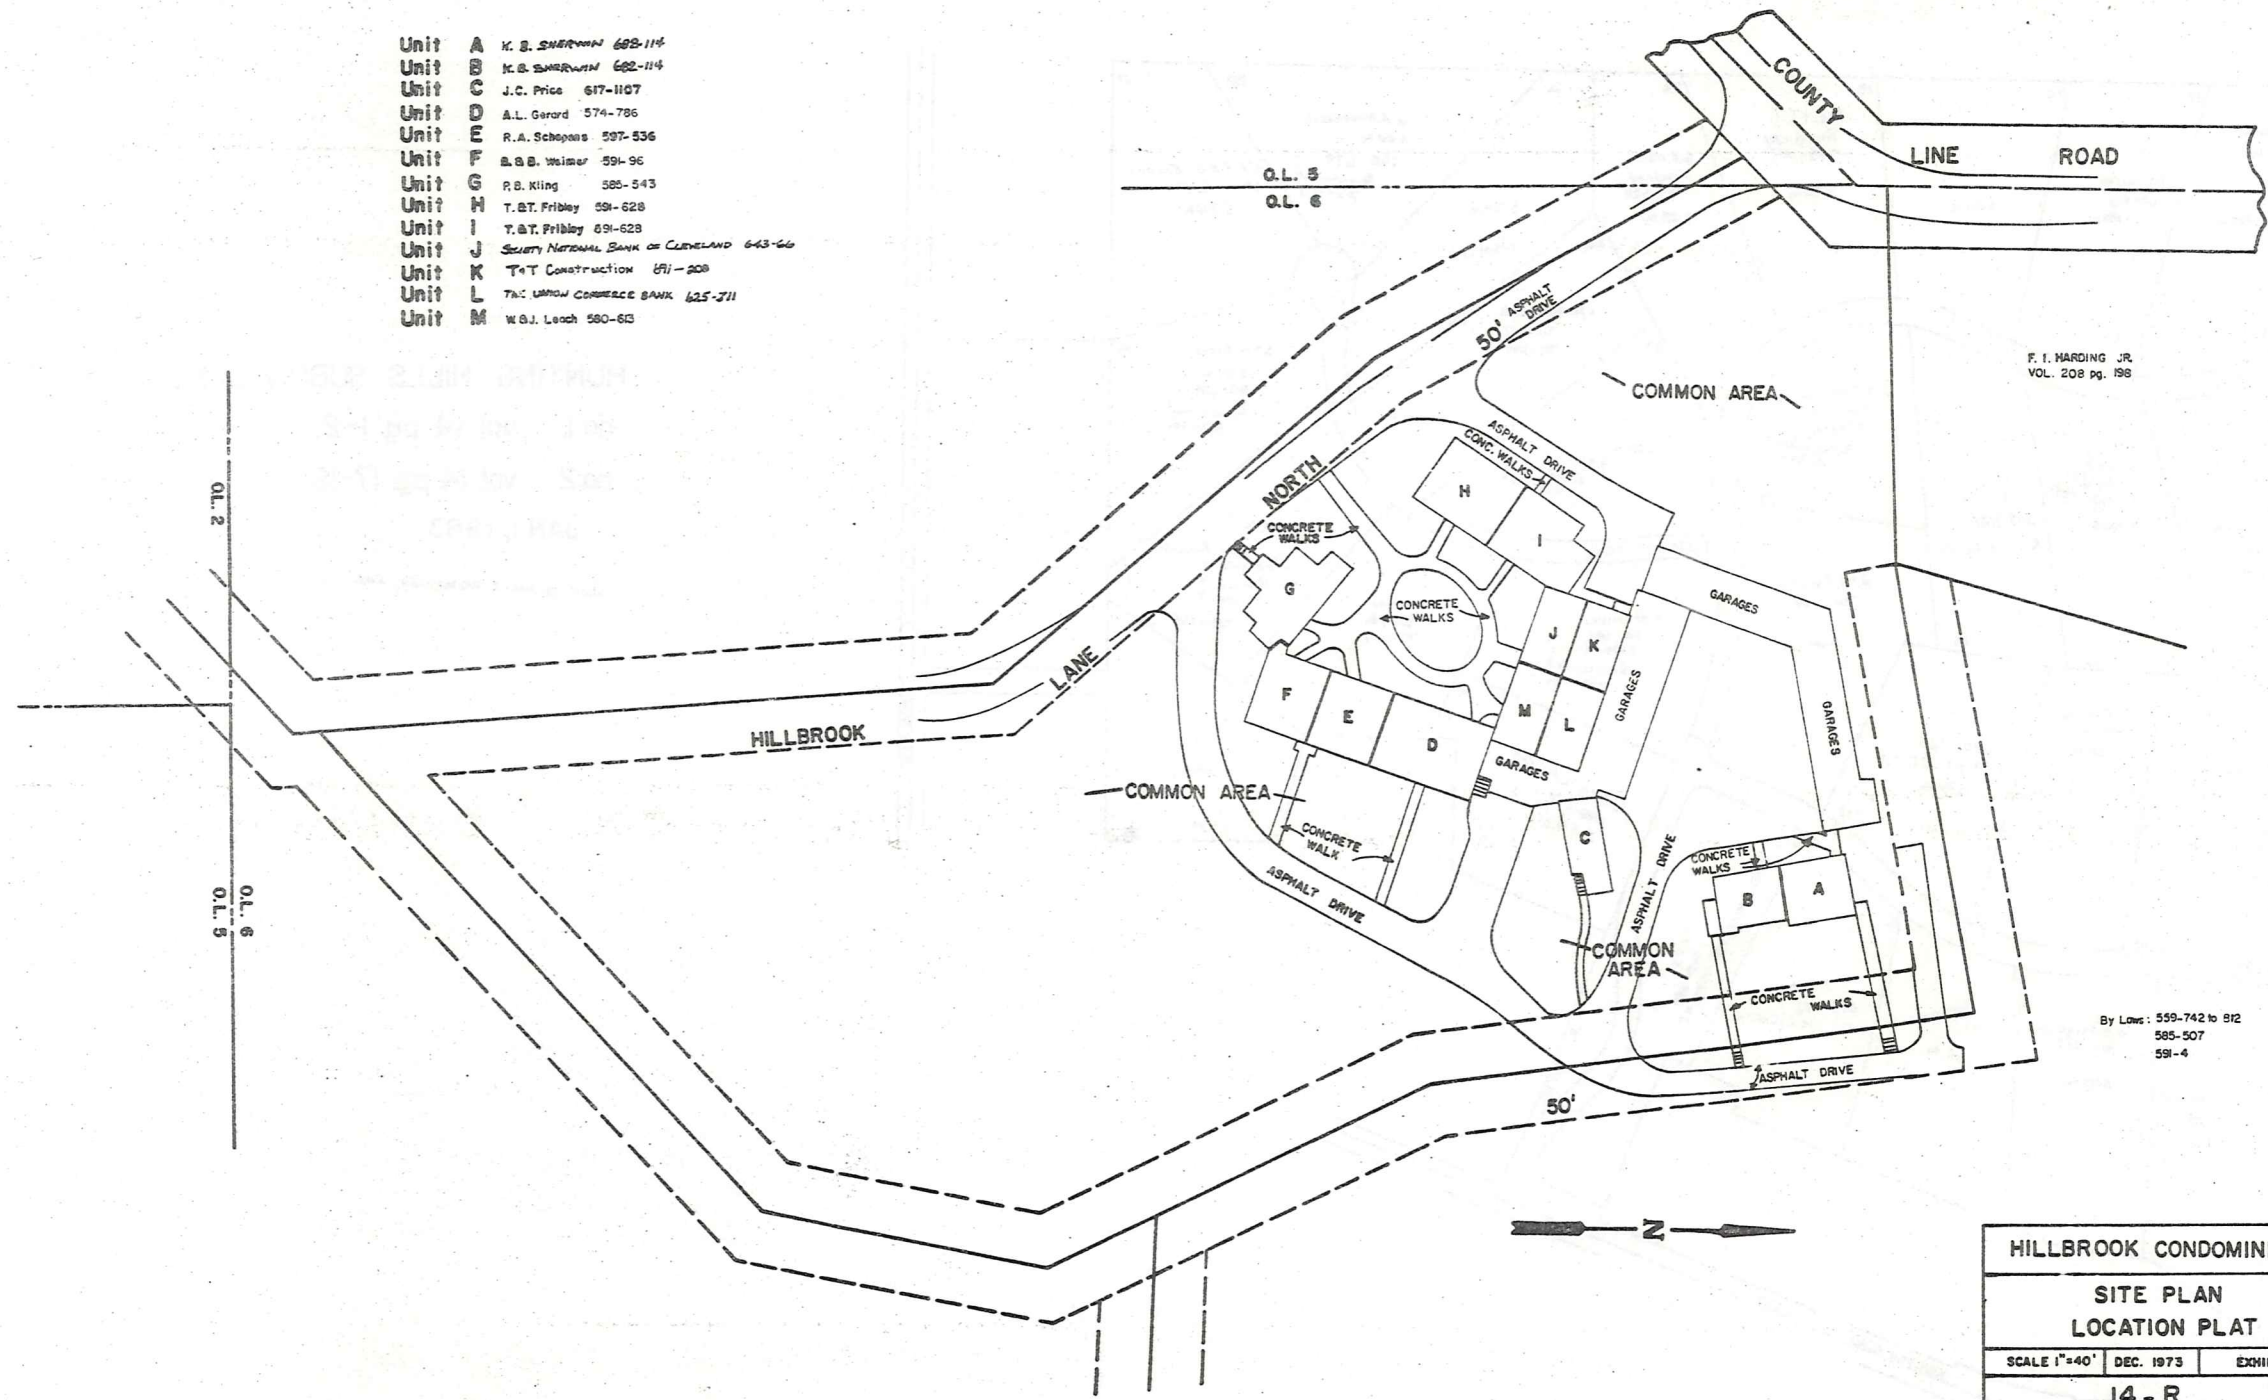 Unit A K. B. SHERWIN 682-114
Unit B K.B. SHERWIN 682-114
Unit C J.C. Price 617-1107
Unit D A.L. Gerard 574-786
Unit E R.A. Schepens 597-536
Unit F B.&B. Weimer 591-96
Unit G P.B. Kling 585-543
Unit H T.&T. Fribley 591-628
Unit I T.&T. Fribley 591-628
Unit J SOCIETY NATIONAL BANK OF CLEVELAND 643-66
Unit K T&T Construction 691-208
Unit L THE UNION COMMERCE BANK 625-711
Unit M W.&J. Leach 580-613
COUNTY
LINE ROAD
O.L. 5
O.L. 6
F. I. HARDING JR.
VOL. 208 pg. 198
50'
ASPHALT
DRIVE
COMMON AREA
ASPHALT DRIVE
CONC. WALKS
NORTH
CONCRETE
WALKS
H
I
G
CONCRETE
WALKS
GARAGES
J
K
LANE
HILLBROOK
F
E
D
M
L
GARAGES
GARAGES
GARAGES
COMMON AREA
CONCRETE
WALK
ASPHALT DRIVE
C
ASPHALT DRIVE
CONCRETE
WALKS
B
A
COMMON
AREA
CONCRETE
WALKS
ASPHALT DRIVE
50'
O.L. 2
O.L. 6
O.L. 5
By Laws: 559-742 to 812
585-507
591-4
N
HILLBROOK CONDOMIN
SITE PLAN
LOCATION PLAT
SCALE 1"=40' DEC. 1973 EXHI
14 - R